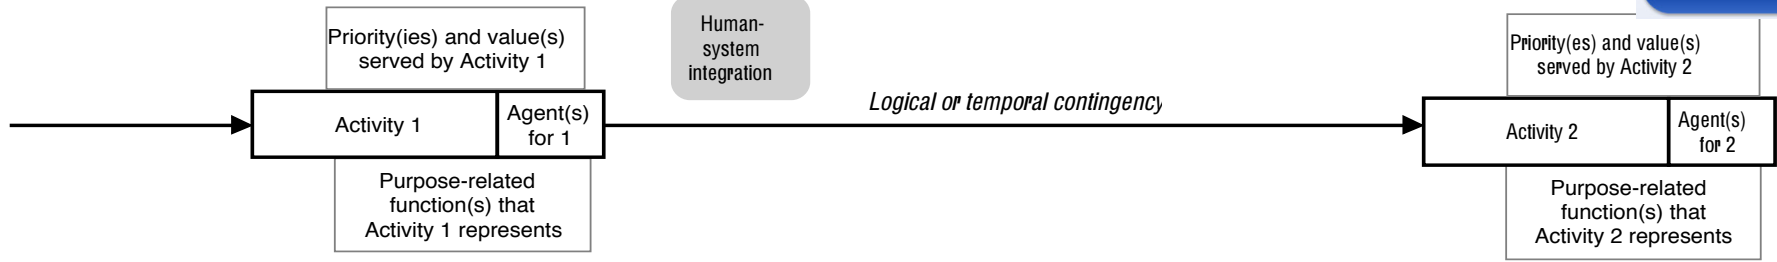 Priority(ies) and value(s)
served by Activity 1
Activity 1
Agent(s)
for 1
Purpose-related
function(s) that
Activity 1 represents
Human-
system
integration
Logical or temporal contingency
Priority(es) and value(s)
served by Activity 2
Activity 2
Agent(s)
for 2
Purpose-related
function(s) that
Activity 2 represents